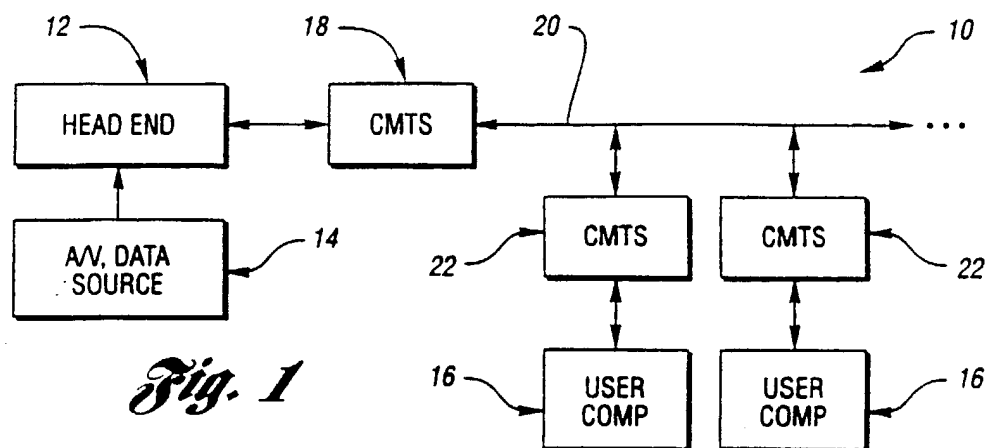 12
18
20
10
HEAD END
CMTS
...
A/V, DATA
SOURCE
14
22
CMTS
CMTS
22
Fig. 1
16
USER
COMP
USER
COMP
16